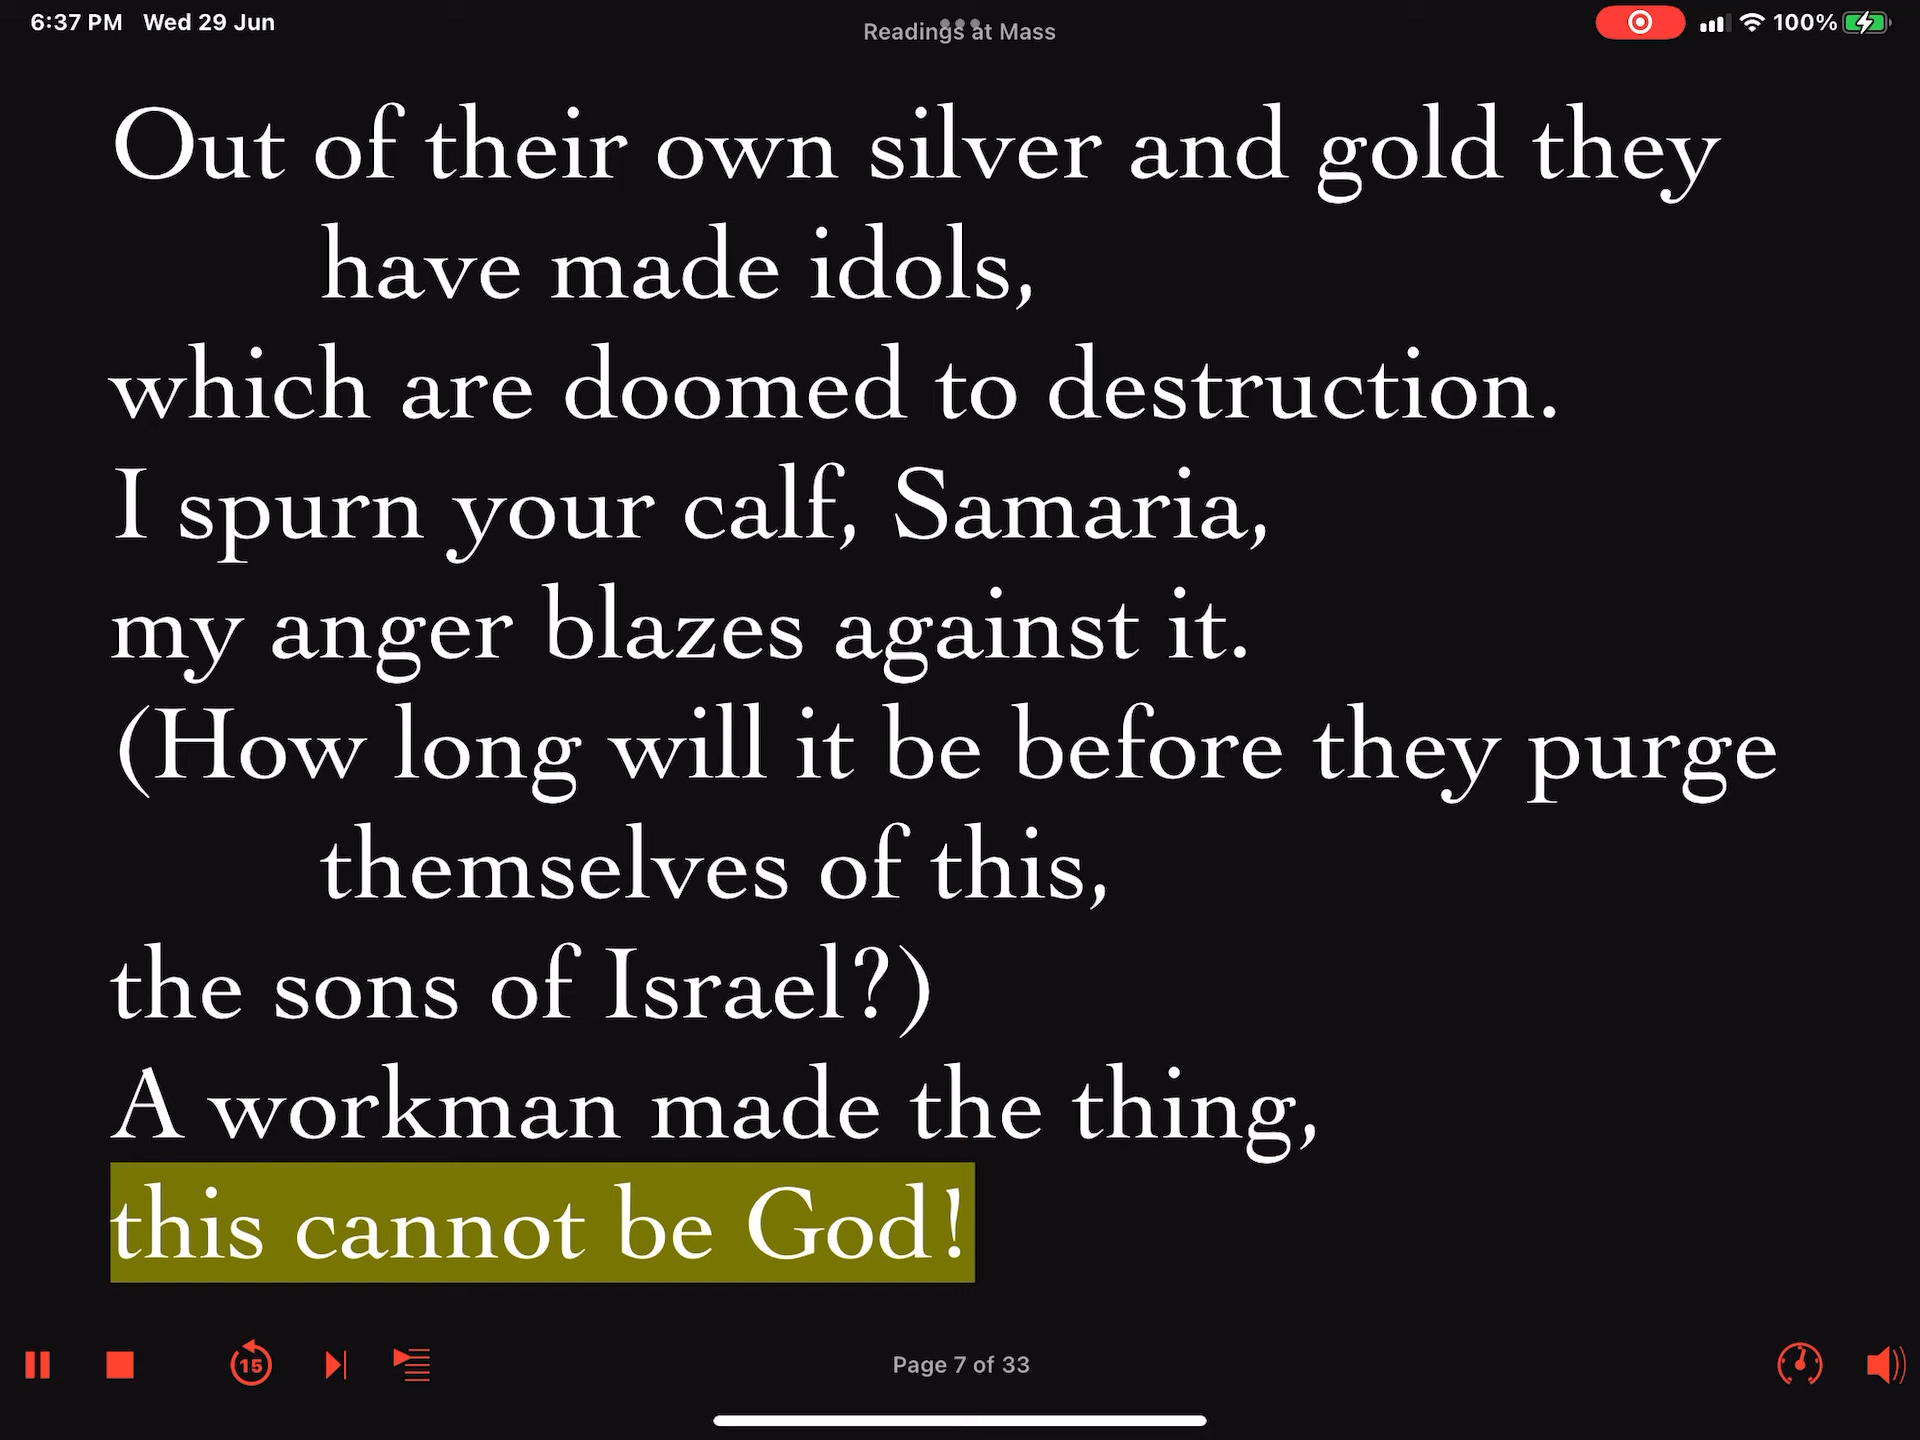 6:37 PM Wed 29 Jun
Readings at Mass
100%
Out of their own silver and gold they
have made idols,
which are doomed to destruction.
I spurn your calf, Samaria,
my anger blazes against it.
(How long will it be before they purge
themselves of this,
the sons of Israel?)
A workman made the thing,
this cannot be God!
15
Page 7 of 33